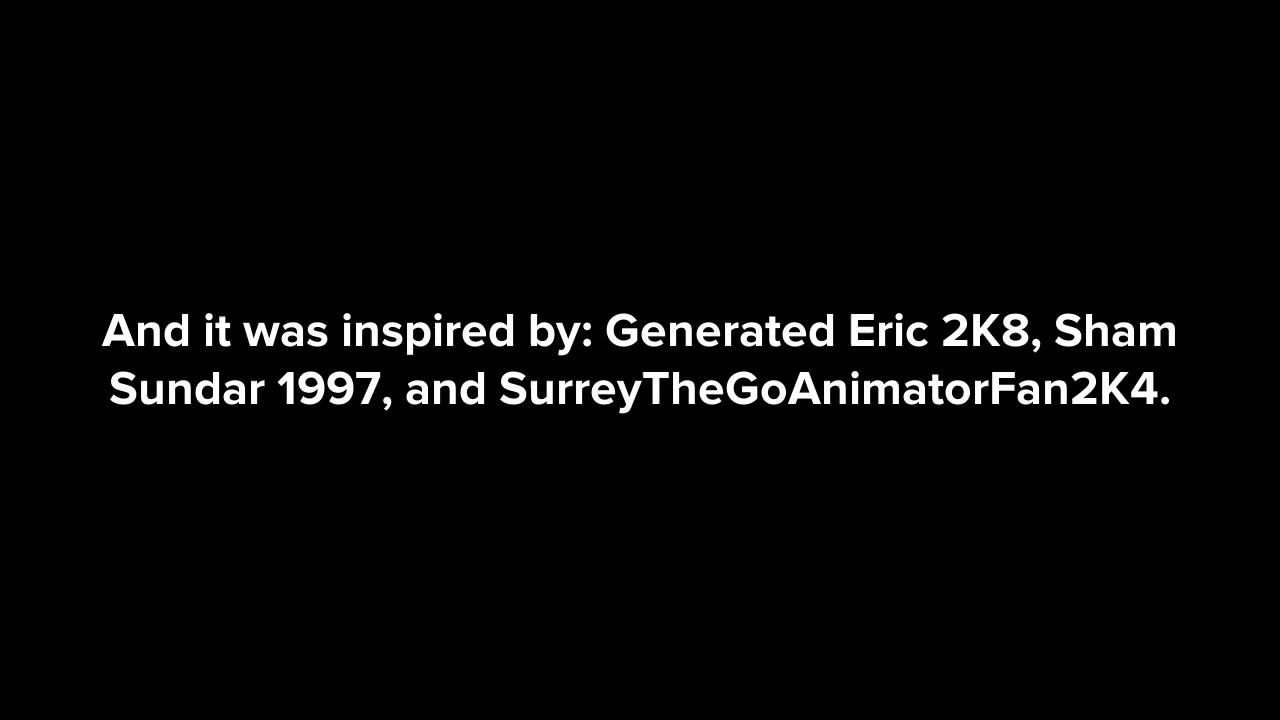 And it was inspired by: Generated Eric 2K8, Sham
Sundar 1997, and SurreyTheGoAnimatorFan2K4.